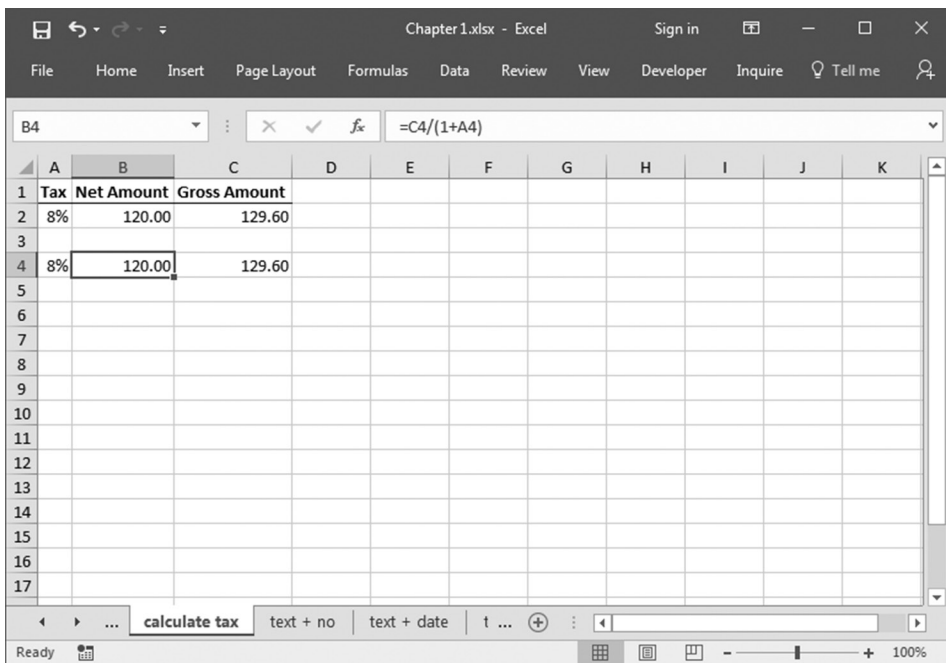 Chapter 1.xlsx - Excel Sign in
File Home Insert Page Layout Formulas Data Review View Developer Inquire Tell me
B4 fx =C4/(1+A4)
A B C D E F G H I J K
1 Tax Net Amount Gross Amount
2 8% 120.00 129.60
3
4 8% 120.00 129.60
5
6
7
8
9
10
11
12
13
14
15
16
17
... calculate tax text + no text + date t ...
Ready 100%